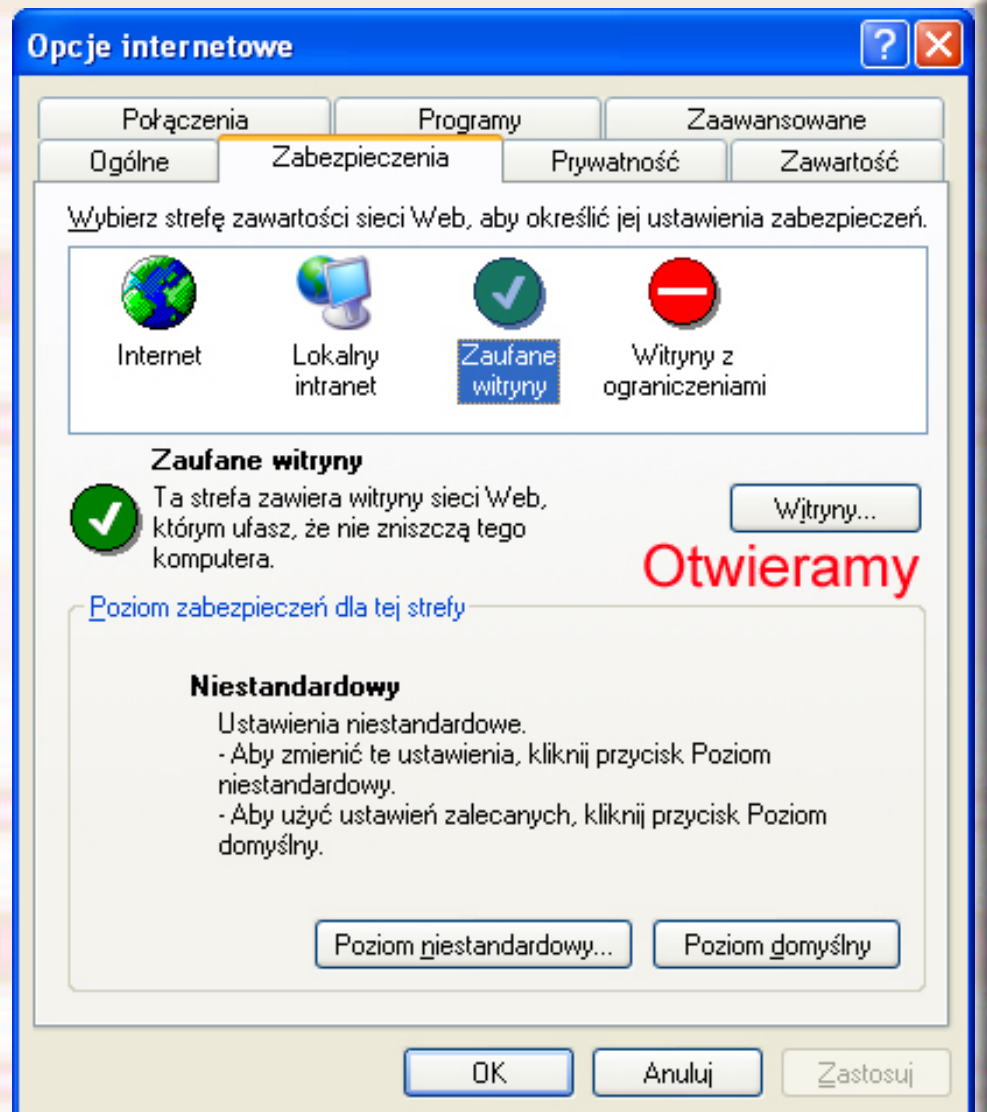 Opcje internetowe
Połączenia Programy Zaawansowane
Ogólne Zabezpieczenia Prywatność Zawartość
Wybierz strefę zawartości sieci Web, aby określić jej ustawienia zabezpieczeń.
Internet
Lokalny
intranet
Zaufane
witryny
Witryny z
ograniczeniami
Zaufane witryny
Ta strefa zawiera witryny sieci Web,
którym ufasz, że nie zniszczą tego
komputera.
Witryny...
Otwieramy
Poziom zabezpieczeń dla tej strefy
Niestandardowy
Ustawienia niestandardowe.
- Aby zmienić te ustawienia, kliknij przycisk Poziom
niestandardowy.
- Aby użyć ustawień zalecanych, kliknij przycisk Poziom
domyślny.
Poziom niestandardowy... Poziom domyślny
OK Anuluj Zastosuj